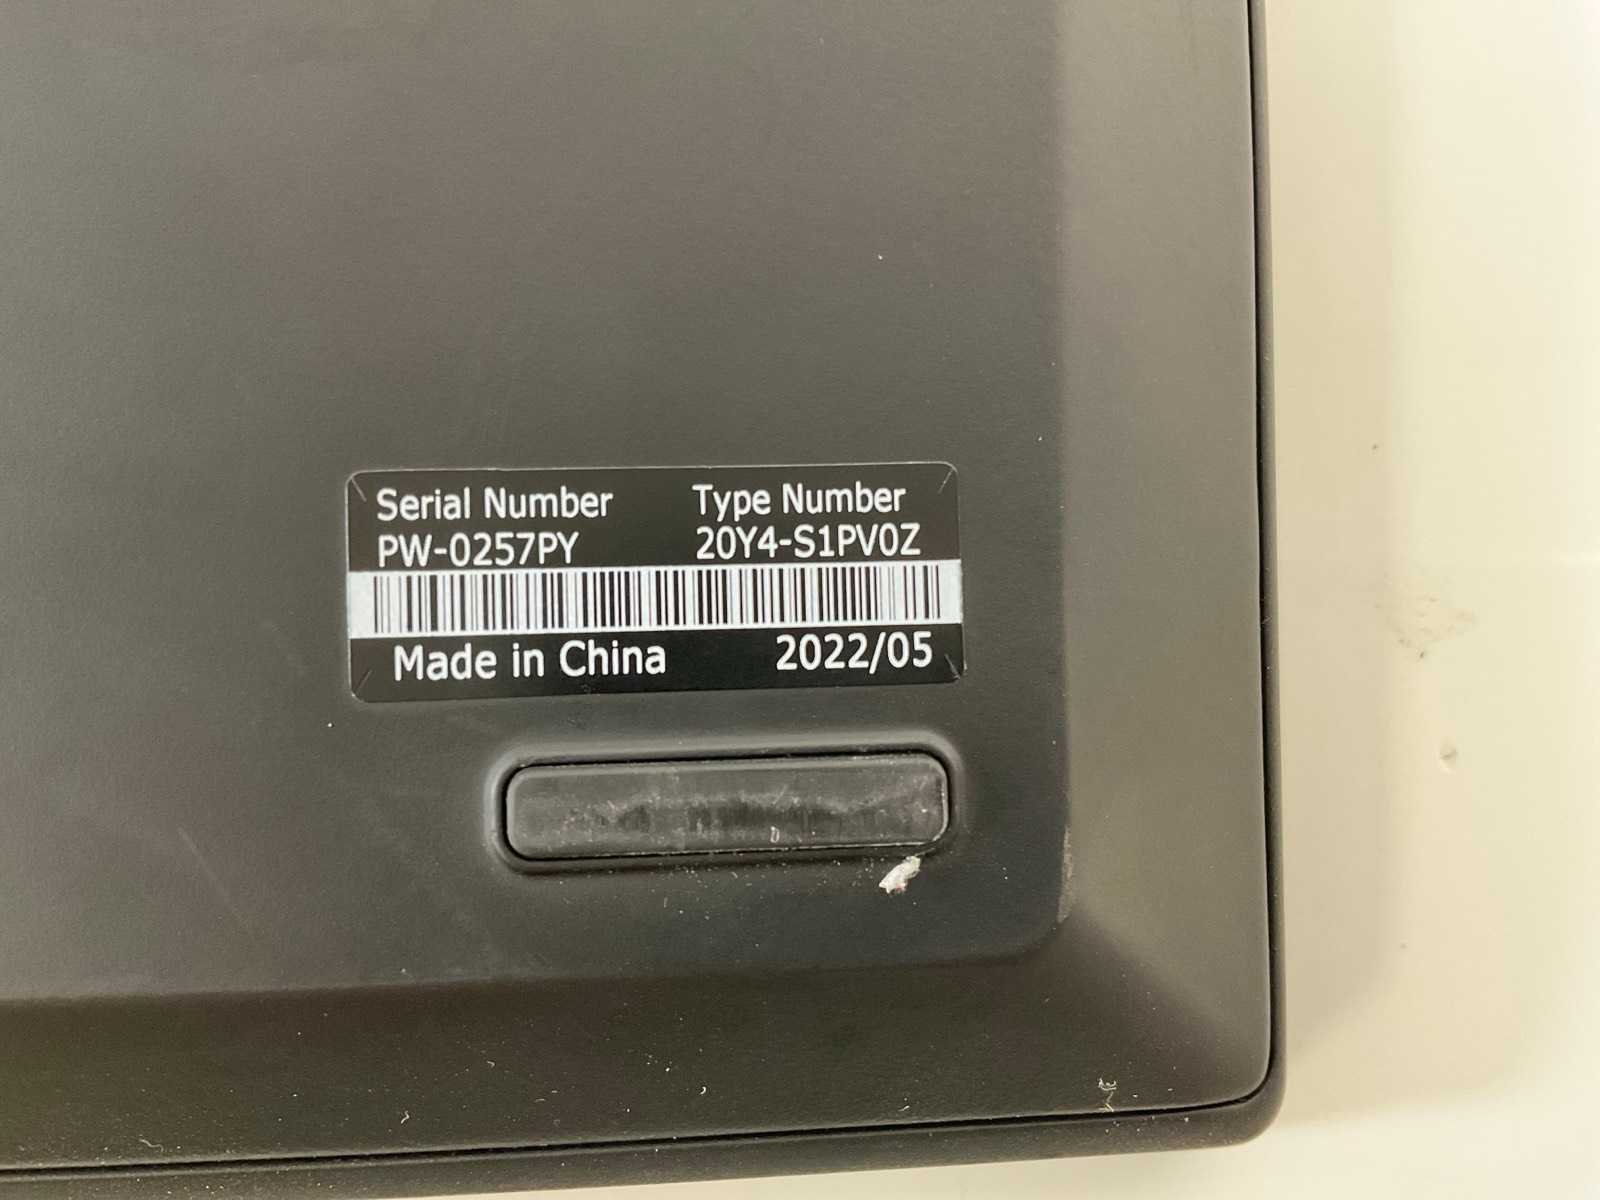 Serial Number Type Number
PW-0257PY 20Y4-S1PV0Z
Made in China 2022/05